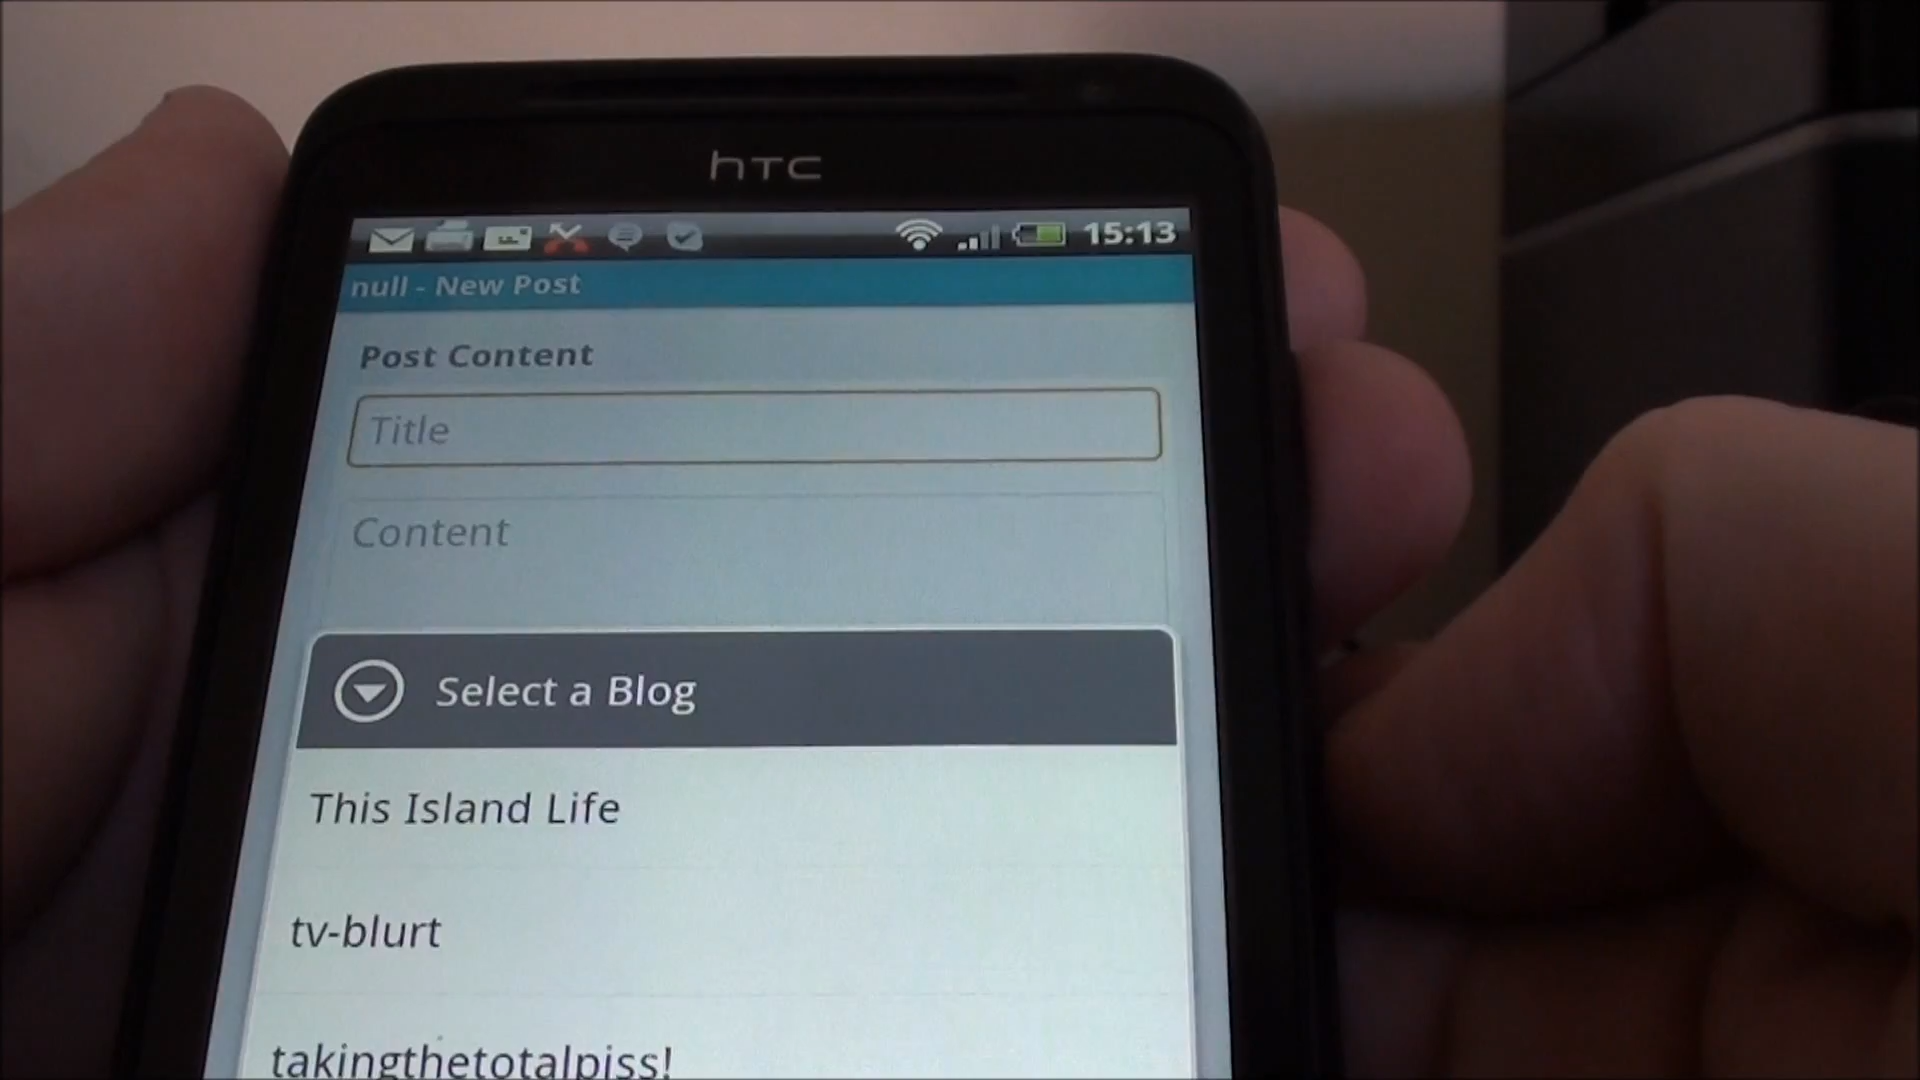 hTC
15:13
null - New Post
Post Content
Title
Content
Select a Blog
This Island Life
tv-blurt
takingthetotalpiss!